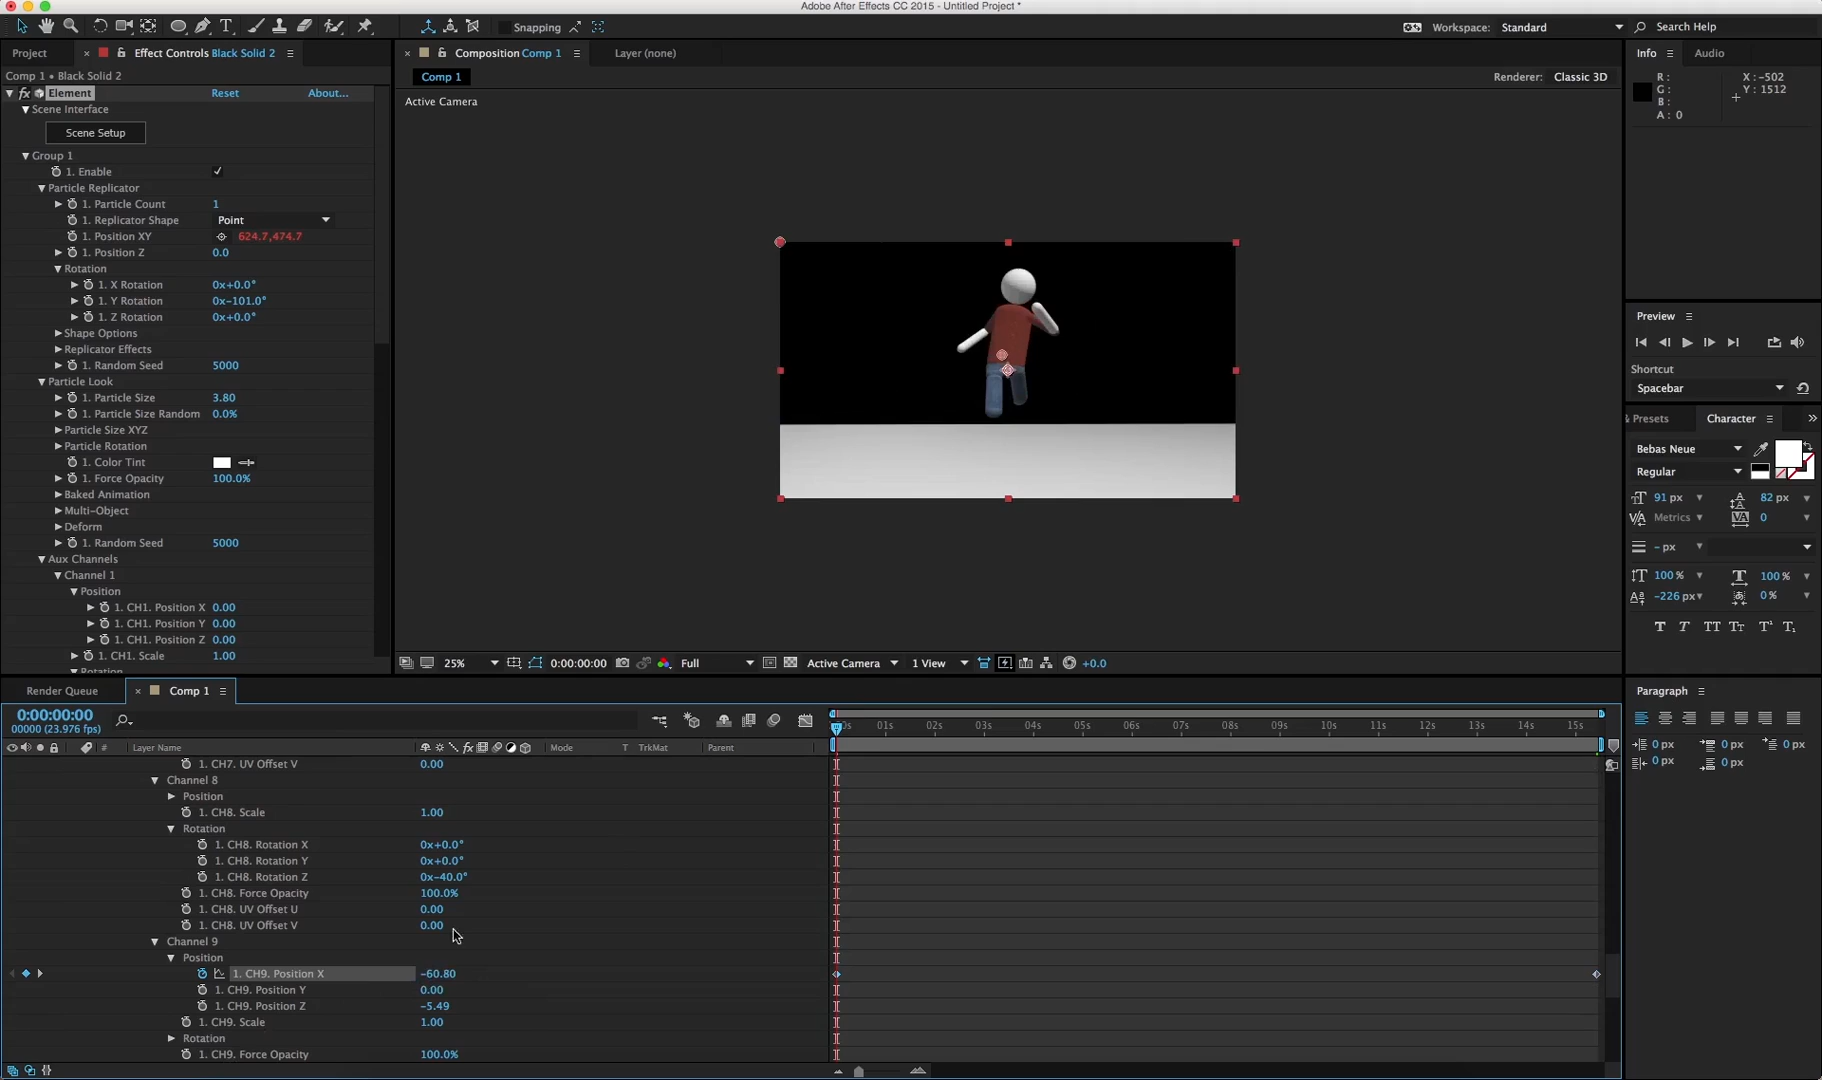 Adobe After Effects CC 2015 - Untitled Project *
Snapping
Workspace: Standard
Search Help
Project
Effect Controls Black Solid 2
Composition Comp 1
Layer (none)
Info
Audio
Comp 1 • Black Solid 2
Comp 1
Renderer: Classic 3D
R :
G :
B :
A : 0
X : -502
Y : 1512
fx Element Reset About...
Active Camera
Scene Interface
Scene Setup
Group 1
1. Enable
Particle Replicator
1. Particle Count 1
1. Replicator Shape Point
1. Position XY 624.7,474.7
1. Position Z 0.0
Rotation
1. X Rotation 0x+0.0°
1. Y Rotation 0x-101.0°
1. Z Rotation 0x+0.0°
Shape Options
Replicator Effects
1. Random Seed 5000
Particle Look
1. Particle Size 3.80
1. Particle Size Random 0.0%
Particle Size XYZ
Particle Rotation
1. Color Tint
1. Force Opacity 100.0%
Baked Animation
Multi-Object
Deform
1. Random Seed 5000
Aux Channels
Channel 1
Position
1. CH1. Position X 0.00
1. CH1. Position Y 0.00
1. CH1. Position Z 0.00
1. CH1. Scale 1.00
Preview
Shortcut
Spacebar
& Presets
Character
Bebas Neue
Regular
91 px
82 px
Metrics
0
- px
100 %
100 %
-226 px
0 %
T T TT Tт T¹ T₁
25%
0:00:00:00
Full
Active Camera
1 View
+0.0
Render Queue
Comp 1
Paragraph
0:00:00:00
00000 (23.976 fps)
01s 02s 03s 04s 05s 06s 07s 08s 09s 10s 11s 12s 13s 14s 15s
# Layer Name
Mode T TrkMat Parent
0 px 0 px 0 px
0 px 0 px
1. CH7. UV Offset V 0.00
Channel 8
Position
1. CH8. Scale 1.00
Rotation
1. CH8. Rotation X 0x+0.0°
1. CH8. Rotation Y 0x+0.0°
1. CH8. Rotation Z 0x-40.0°
1. CH8. Force Opacity 100.0%
1. CH8. UV Offset U 0.00
1. CH8. UV Offset V 0.00
Channel 9
Position
1. CH9. Position X -60.80
1. CH9. Position Y 0.00
1. CH9. Position Z -5.49
1. CH9. Scale 1.00
Rotation
1. CH9. Force Opacity 100.0%